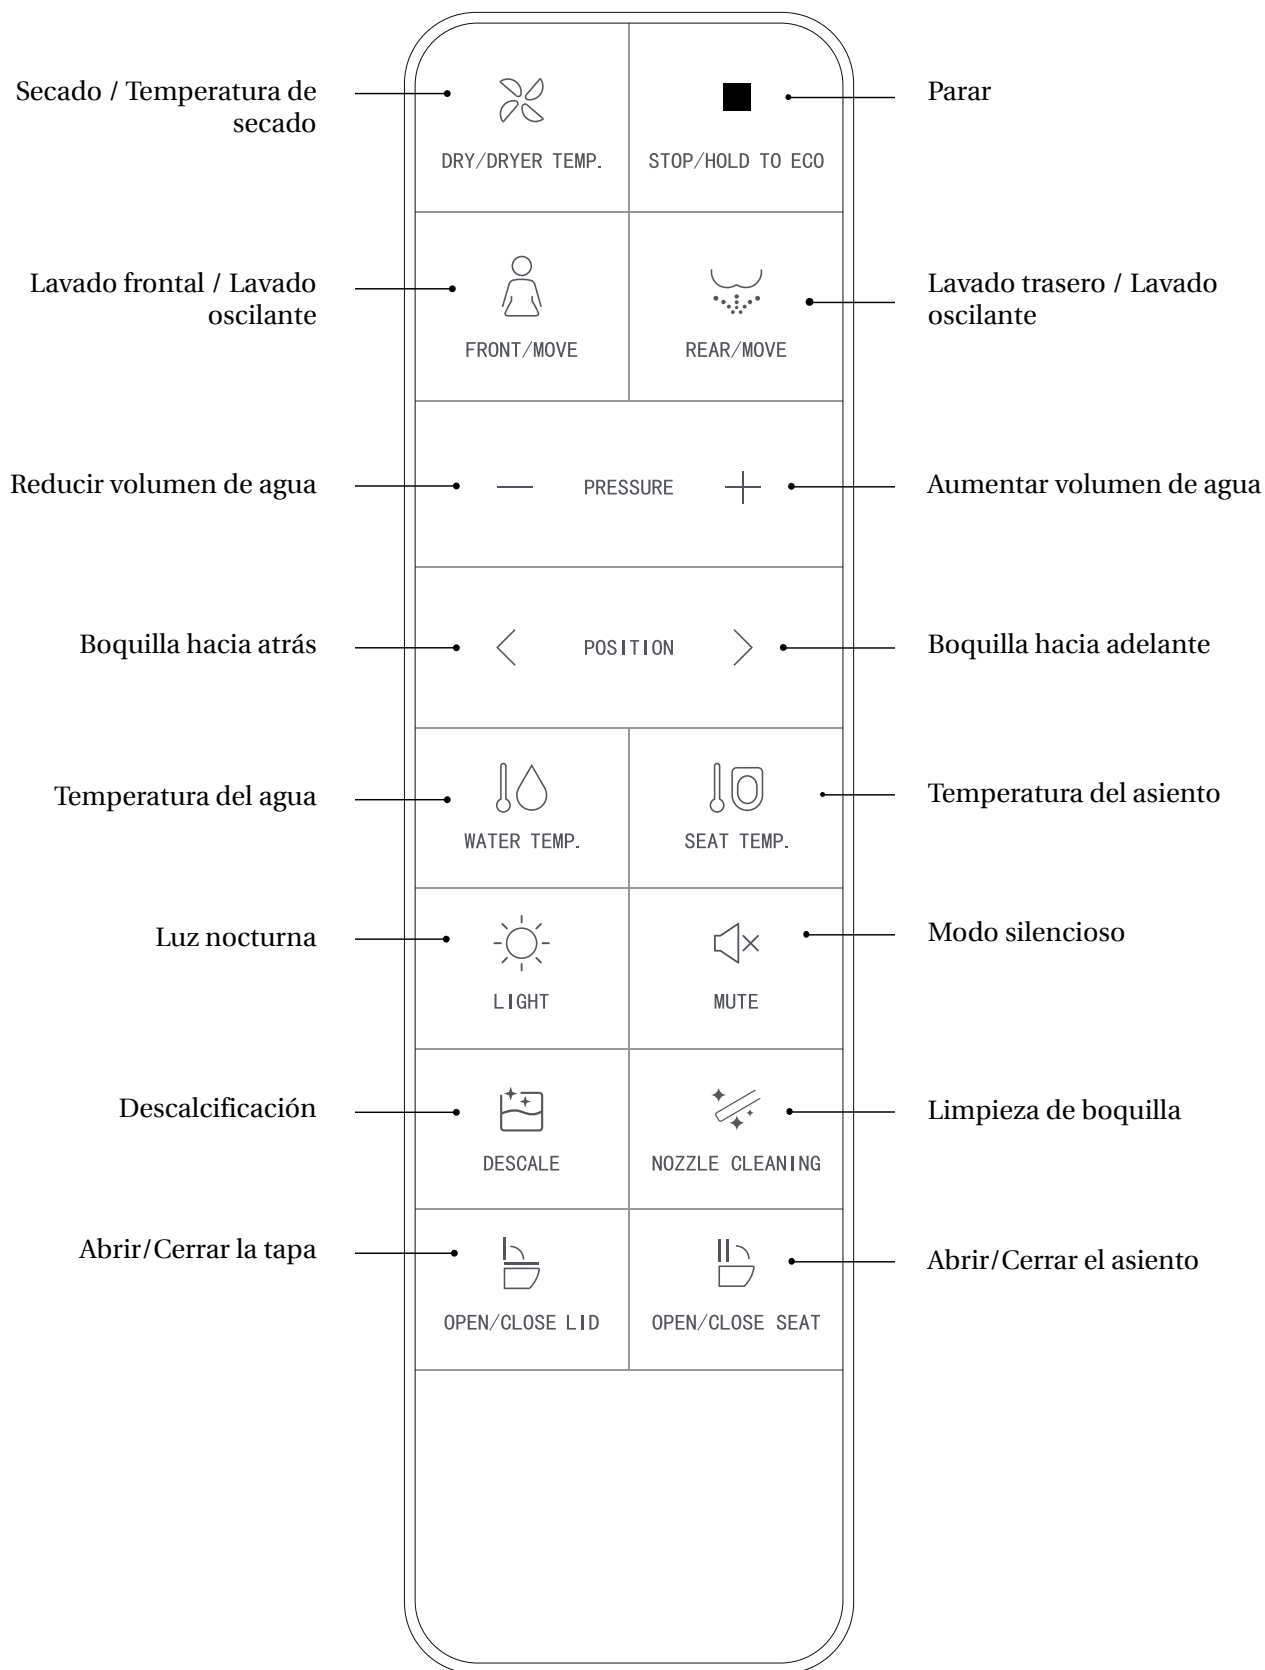 Secado / Temperatura de
secado
DRY/DRYER TEMP.
STOP/HOLD TO ECO
Parar
Lavado frontal / Lavado
oscilante
FRONT/MOVE
REAR/MOVE
Lavado trasero / Lavado
oscilante
Reducir volumen de agua
PRESSURE
Aumentar volumen de agua
Boquilla hacia atrás
POSITION
Boquilla hacia adelante
Temperatura del agua
WATER TEMP.
SEAT TEMP.
Temperatura del asiento
Luz nocturna
LIGHT
MUTE
Modo silencioso
Descalcificación
DESCALE
NOZZLE CLEANING
Limpieza de boquilla
Abrir/Cerrar la tapa
OPEN/CLOSE LID
OPEN/CLOSE SEAT
Abrir/Cerrar el asiento